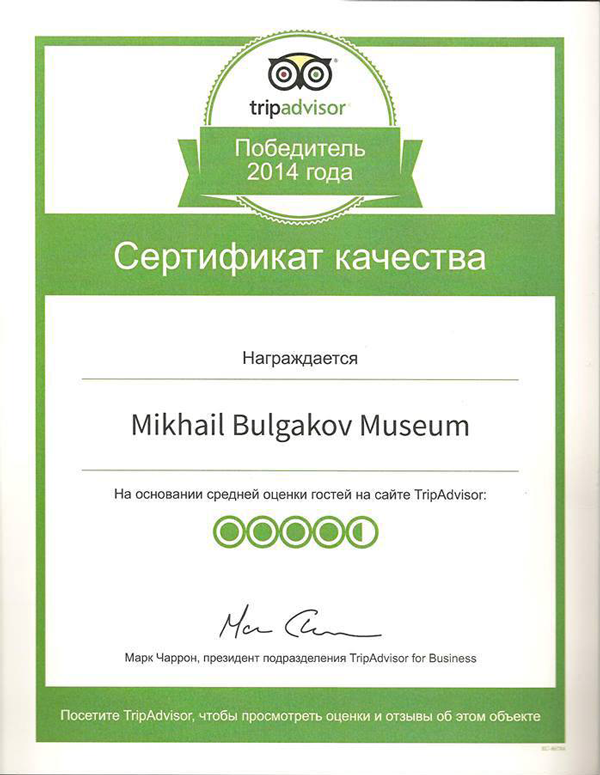 tripadvisor®
Победитель
2014 года
Сертификат качества
Награждается
Mikhail Bulgakov Museum
На основании средней оценки гостей на сайте TripAdvisor:
Марк Чаррон, президент подразделения TripAdvisor for Business
Посетите TripAdvisor, чтобы просмотреть оценки и отзывы об этом объекте